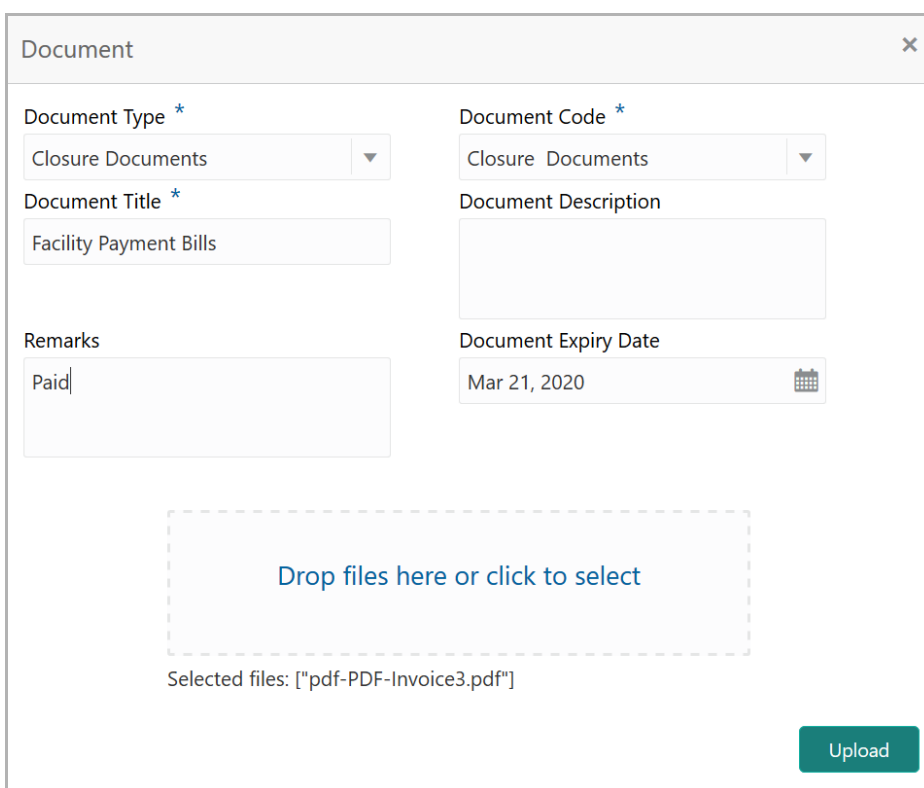 Document ×
Document Type * Document Code *
Closure Documents Closure  Documents
Document Title * Document Description
Facility Payment Bills
Remarks Document Expiry Date
Paid Mar 21, 2020
Drop files here or click to select
Selected files: ["pdf-PDF-Invoice3.pdf"]
Upload